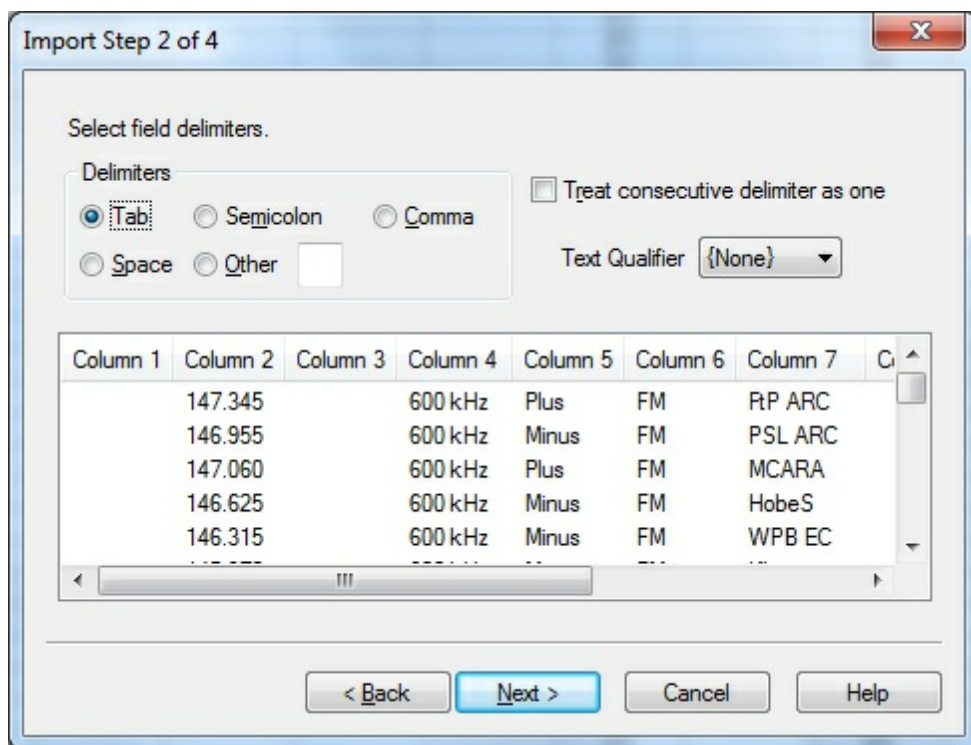 Import Step 2 of 4
Select field delimiters.
Delimiters
Tab Semicolon Comma
Space Other
Treat consecutive delimiter as one
Text Qualifier {None}
Column 1 Column 2 Column 3 Column 4 Column 5 Column 6 Column 7
147.345 600 kHz Plus FM FtP ARC
146.955 600 kHz Minus FM PSL ARC
147.060 600 kHz Plus FM MCARA
146.625 600 kHz Minus FM HobeS
146.315 600 kHz Minus FM WPB EC
< Back Next > Cancel Help